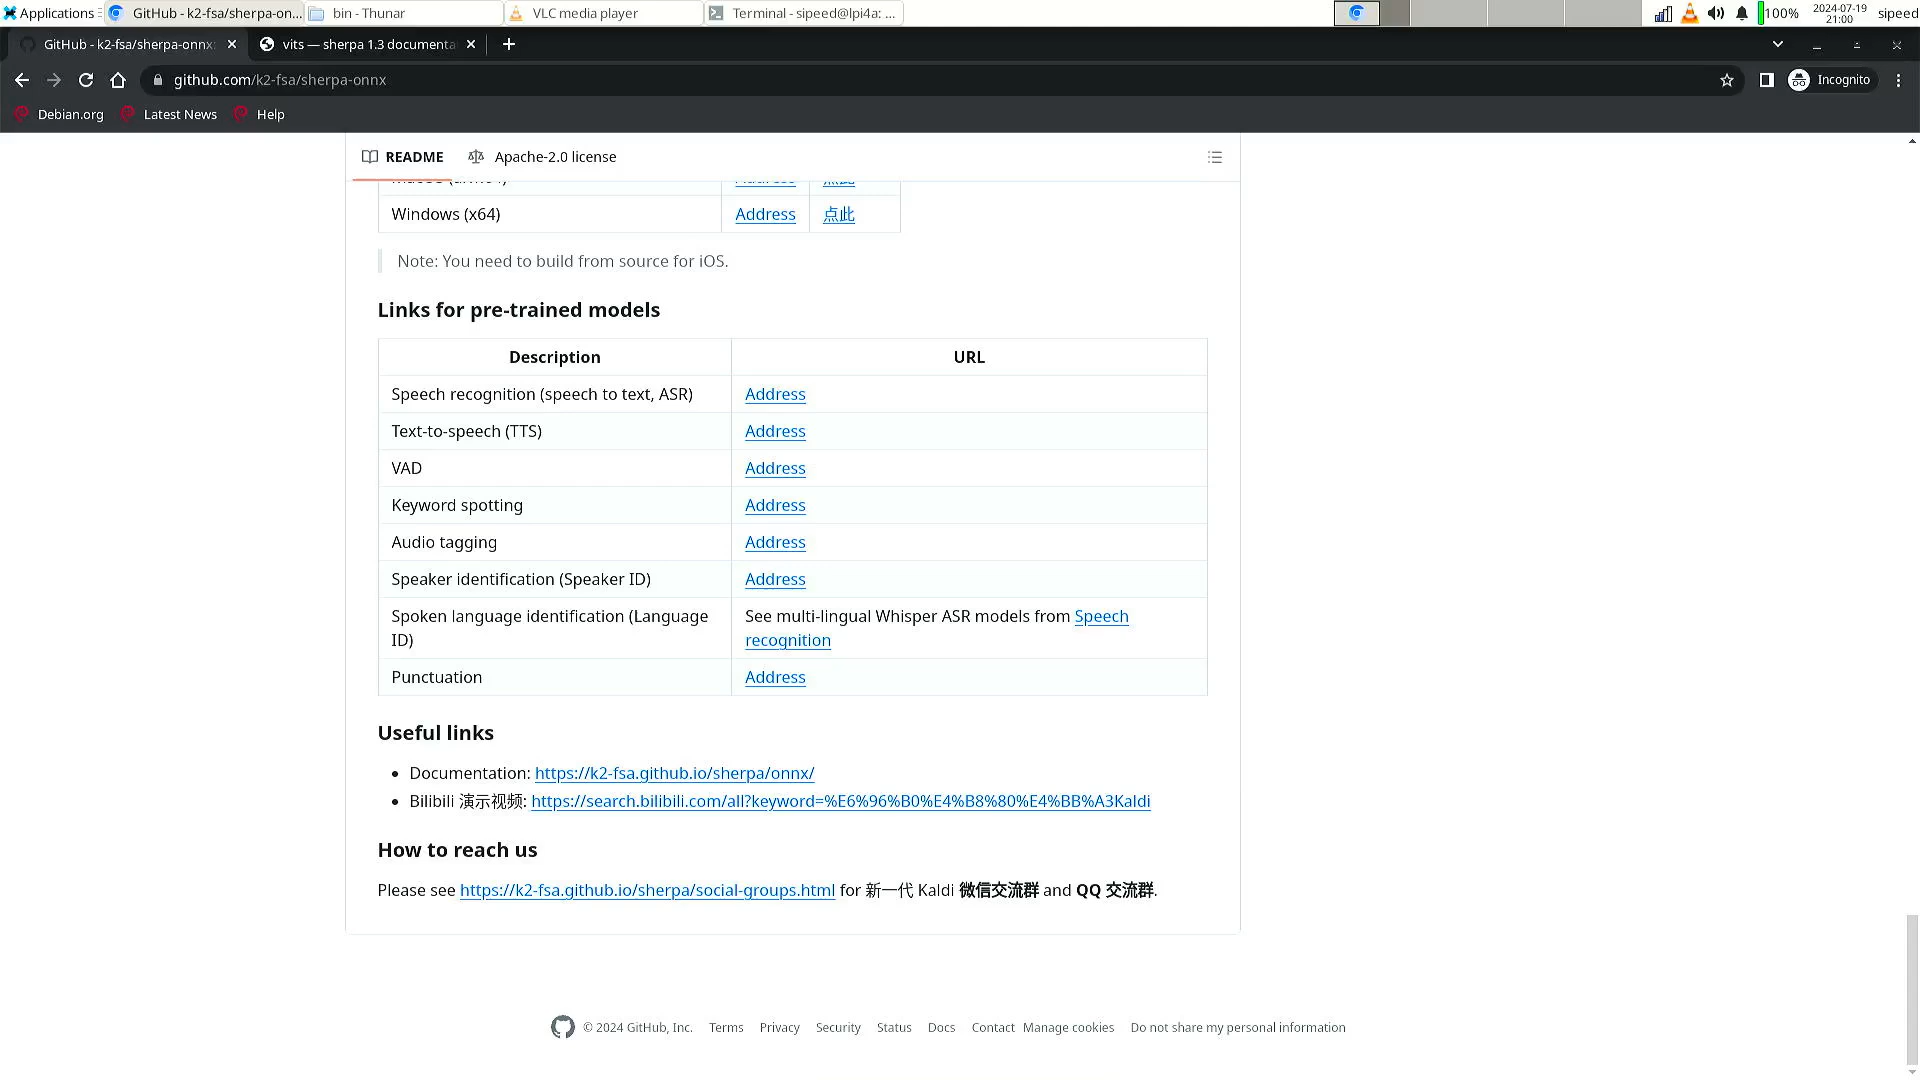 Applications
GitHub - k2-fsa/sherpa-on...
bin - Thunar
VLC media player
Terminal - sipeed@lpi4a: ...
100%
2024-07-19
21:00
sipeed
GitHub - k2-fsa/sherpa-onnx:
vits — sherpa 1.3 documenta
github.com/k2-fsa/sherpa-onnx
Incognito
Debian.org
Latest News
Help
README
Apache-2.0 license
Address
点此
Windows (x64)
Address
点此
Note: You need to build from source for iOS.
Links for pre-trained models
Description
URL
Speech recognition (speech to text, ASR)
Address
Text-to-speech (TTS)
Address
VAD
Address
Keyword spotting
Address
Audio tagging
Address
Speaker identification (Speaker ID)
Address
Spoken language identification (Language
ID)
See multi-lingual Whisper ASR models from Speech
recognition
Punctuation
Address
Useful links
Documentation: https://k2-fsa.github.io/sherpa/onnx/
Bilibili 演示视频: https://search.bilibili.com/all?keyword=%E6%96%B0%E4%B8%80%E4%BB%A3Kaldi
How to reach us
Please see https://k2-fsa.github.io/sherpa/social-groups.html for 新一代 Kaldi 微信交流群 and QQ 交流群.
© 2024 GitHub, Inc.
Terms
Privacy
Security
Status
Docs
Contact
Manage cookies
Do not share my personal information